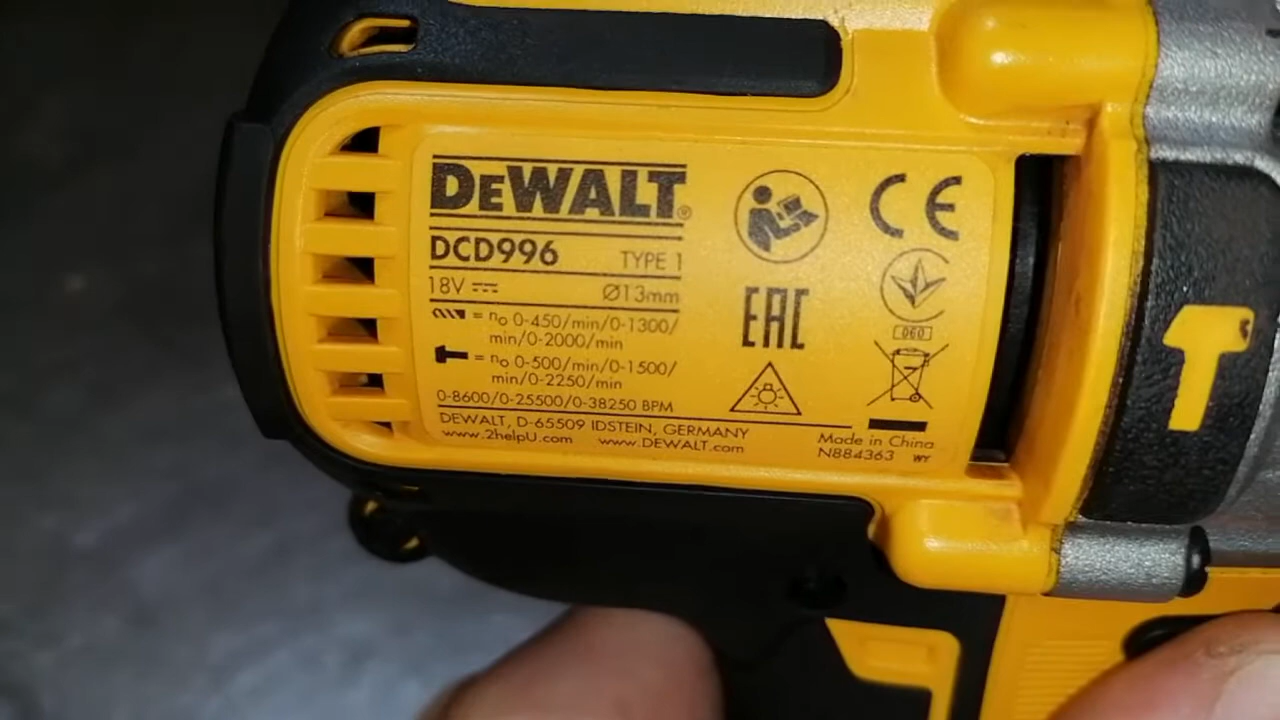 DEWALT®
DCD996 TYPE 1
18V Ø13mm
= n₀ 0-450/min/0-1300/
min/0-2000/min
= n₀ 0-500/min/0-1500/
min/0-2250/min
0-8600/0-25500/0-38250 BPM
DEWALT, D-65509 IDSTEIN, GERMANY
www.2helpU.com www.DEWALT.com
CE
EAC
060
Made in China
N884363 WY